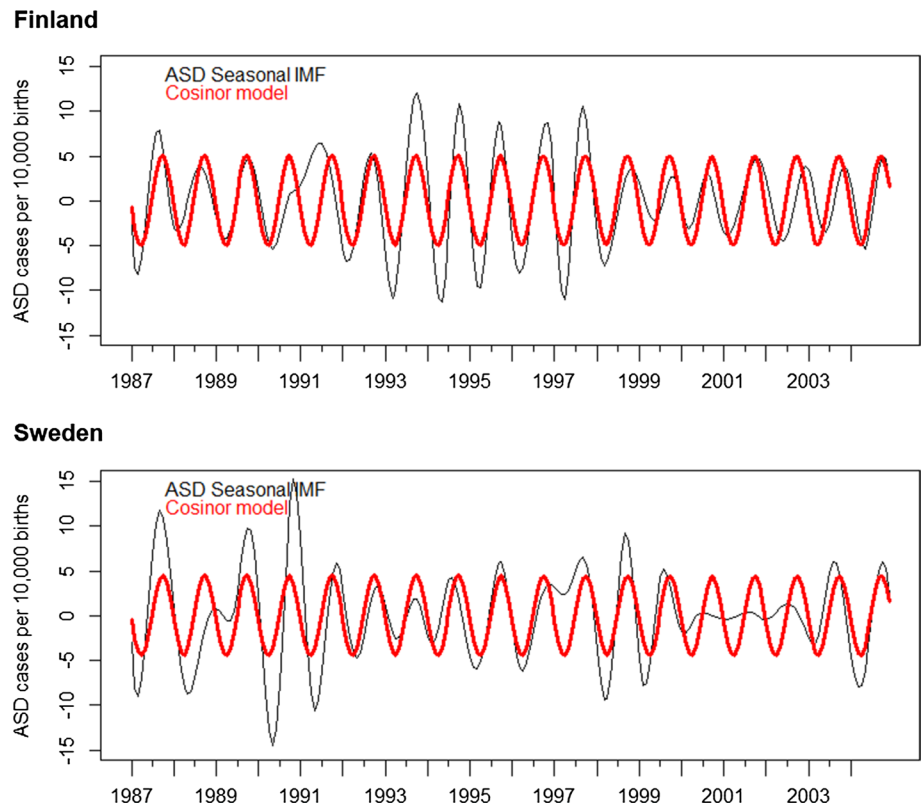 Finland
ASD cases per 10,000 births
15
10
5
0
-5
-10
-15
ASD Seasonal IMF
Cosinor model
1987 1989 1991 1993 1995 1997 1999 2001 2003
Sweden
ASD cases per 10,000 births
15
10
5
0
-5
-10
-15
ASD Seasonal IMF
Cosinor model
1987 1989 1991 1993 1995 1997 1999 2001 2003